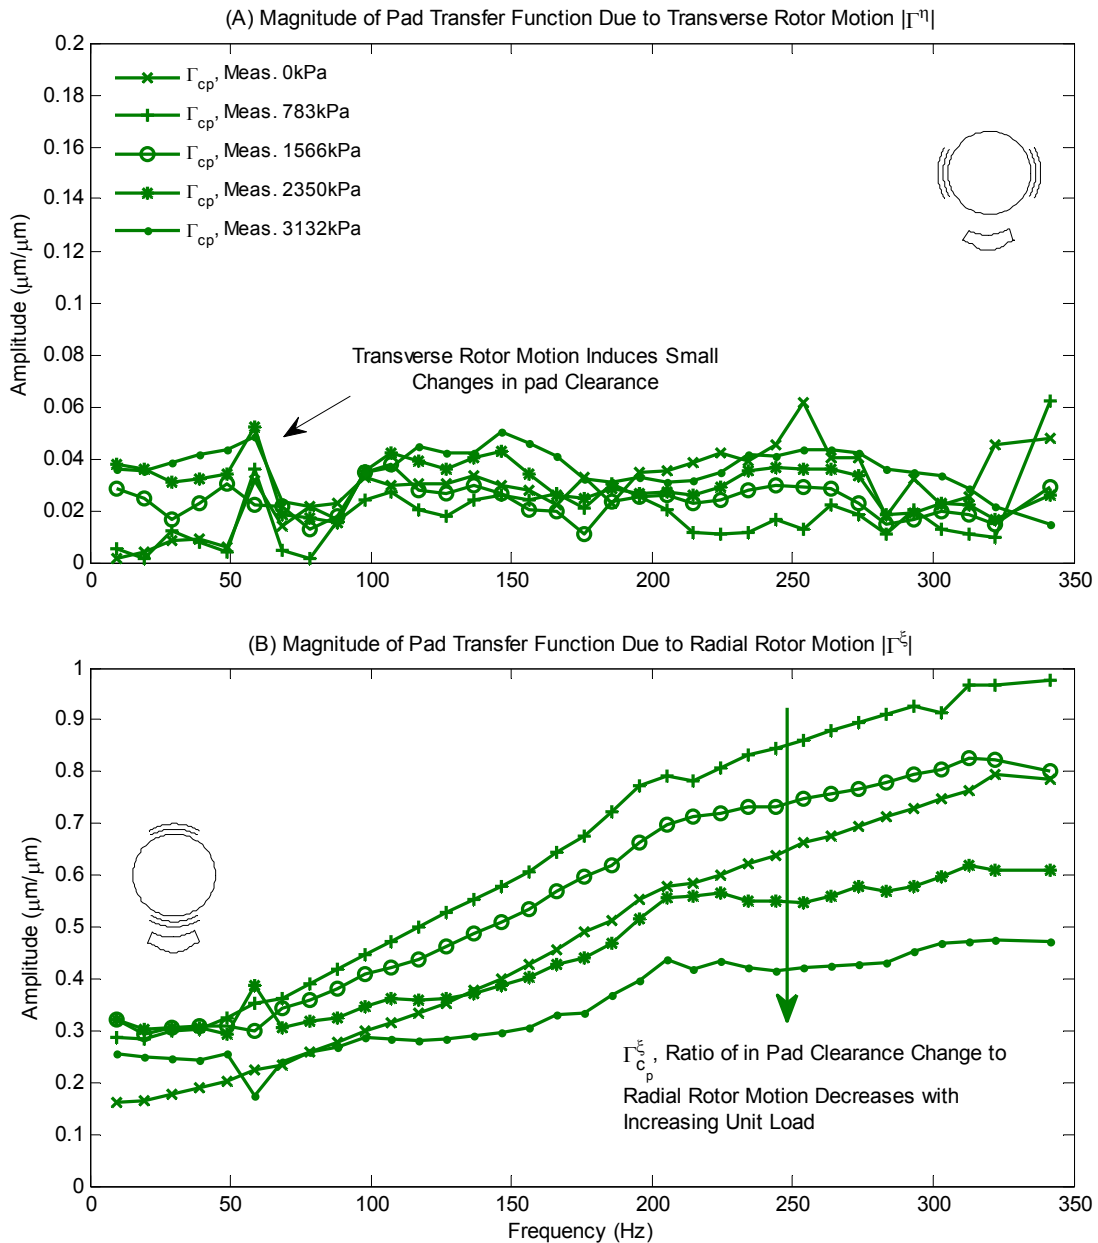 (A) Magnitude of Pad Transfer Function Due to Transverse Rotor Motion |Γ^η|
0.2
0.18
0.16
0.14
0.12
0.1
0.08
0.06
0.04
0.02
0
Amplitude (μm/μm)
Γcp, Meas. 0kPa
Γcp, Meas. 783kPa
Γcp, Meas. 1566kPa
Γcp, Meas. 2350kPa
Γcp, Meas. 3132kPa
Transverse Rotor Motion Induces Small
Changes in pad Clearance
0 50 100 150 200 250 300 350
(B) Magnitude of Pad Transfer Function Due to Radial Rotor Motion |Γ^ξ|
1
0.9
0.8
0.7
0.6
0.5
0.4
0.3
0.2
0.1
0
Amplitude (μm/μm)
Γ^ξ_cp, Ratio of in Pad Clearance Change to
Radial Rotor Motion Decreases with
Increasing Unit Load
0 50 100 150 200 250 300 350
Frequency (Hz)